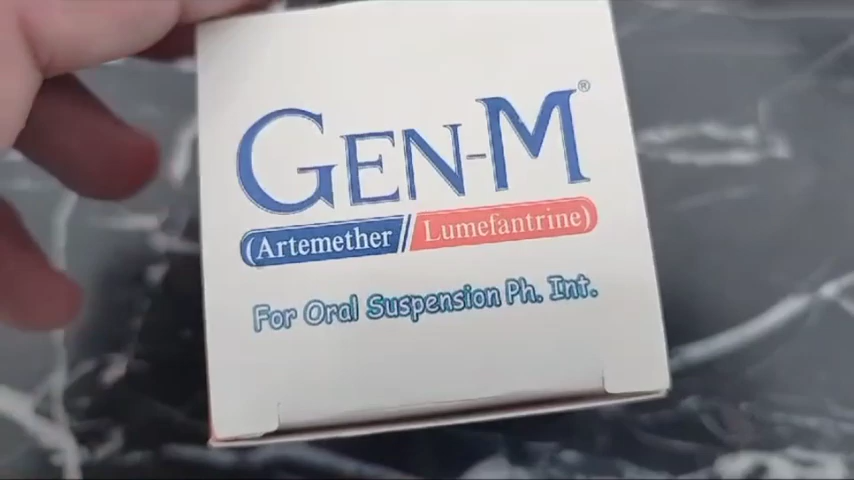 GEN-M®
(Artemether / Lumefantrine)
For Oral Suspension Ph. Int.